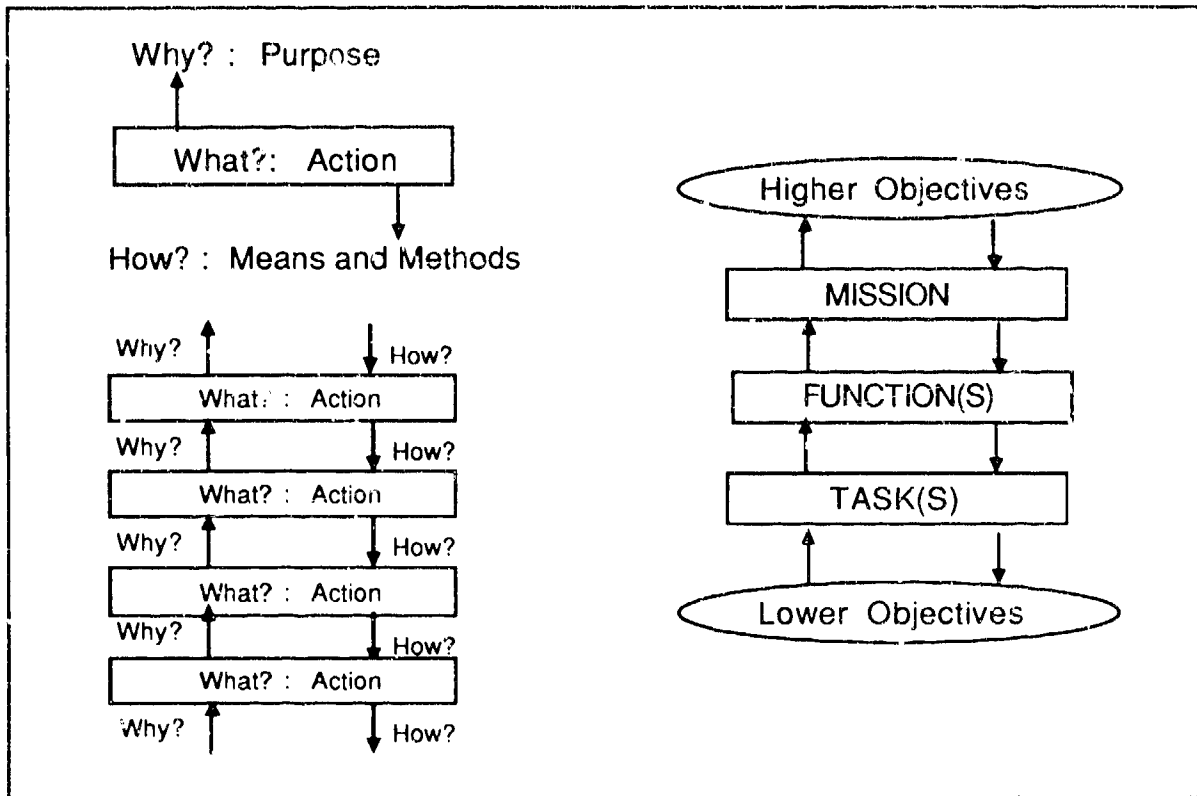 Why? : Purpose
What?: Action
How? : Means and Methods
Why?
How?
What? : Action
Why?
How?
What? : Action
Why?
How?
What? : Action
Why?
How?
What? : Action
Why?
How?
Higher Objectives
MISSION
FUNCTION(S)
TASK(S)
Lower Objectives